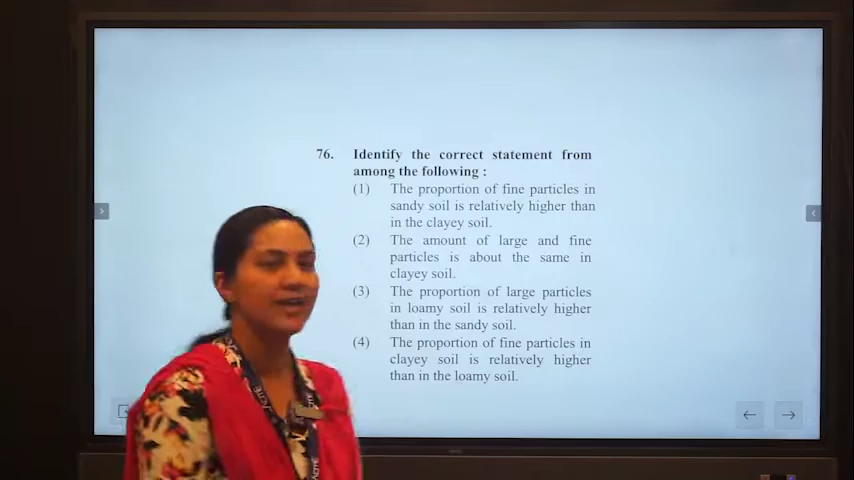 76. Identify the correct statement from
among the following :
(1) The proportion of fine particles in
sandy soil is relatively higher than
in the clayey soil.
(2) The amount of large and fine
particles is about the same in
clayey soil.
(3) The proportion of large particles
in loamy soil is relatively higher
than in the sandy soil.
(4) The proportion of fine particles in
clayey soil is relatively higher
than in the loamy soil.